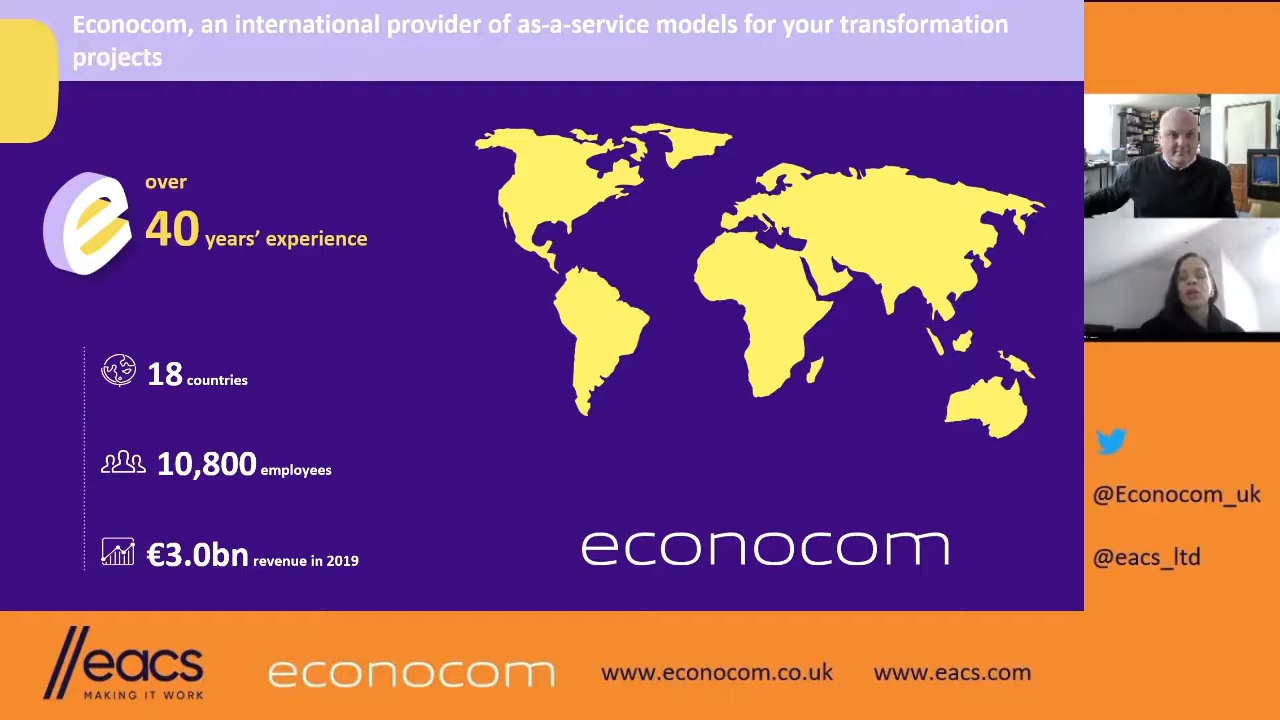 Econocom, an international provider of as-a-service models for your transformation
projects
over
40 years’ experience
18 countries
10,800 employees
€3.0bn revenue in 2019
econocom
@Econocom_uk
@eacs_ltd
//eacs
MAKING IT WORK
econocom
www.econocom.co.uk
www.eacs.com